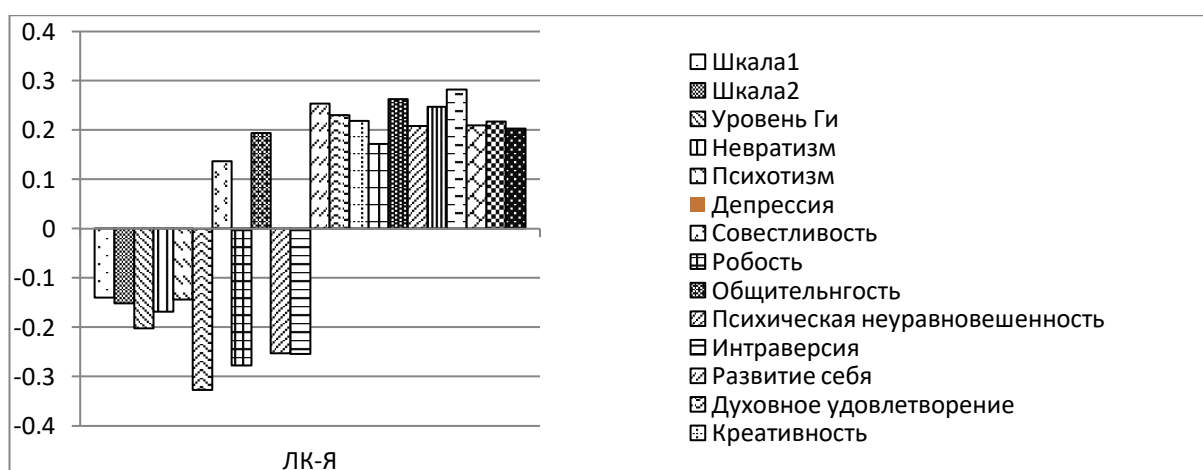 0.4
0.3
0.2
0.1
0
-0.1
-0.2
-0.3
-0.4
ЛК-Я
Шкала1
Шкала2
Уровень Ги
Невратизм
Психотизм
Депрессия
Совестливость
Робость
Общительнгость
Психическая неуравновешенность
Интраверсия
Развитие себя
Духовное удовлетворение
Креативность